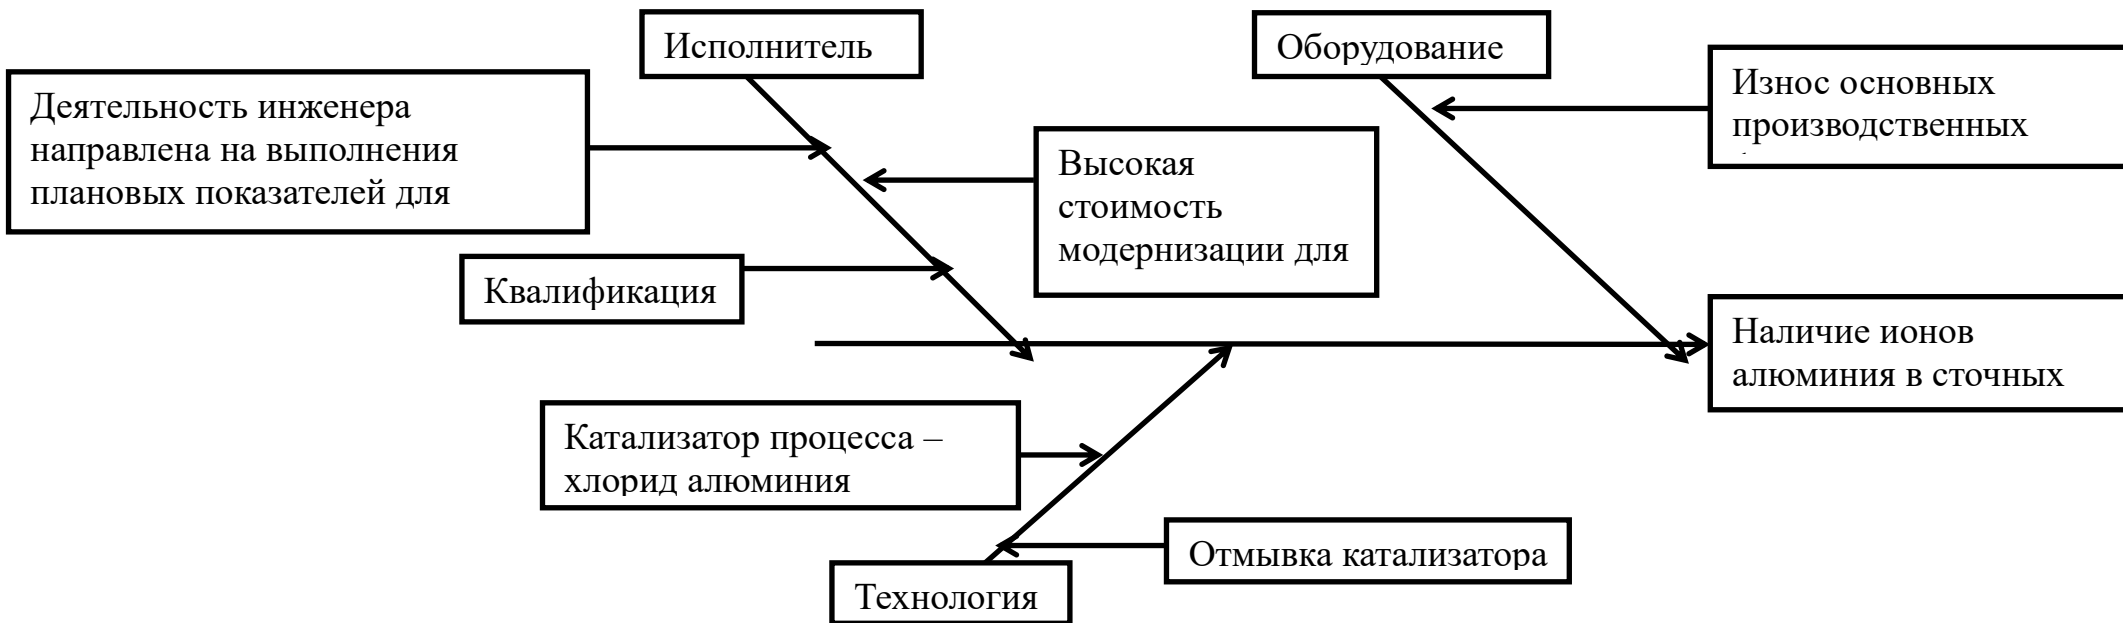 Исполнитель
Оборудование
Деятельность инженера
направлена на выполнения
плановых показателей для
Высокая
стоимость
модернизации для
Износ основных
производственных
Квалификация
Наличие ионов
алюминия в сточных
Катализатор процесса –
хлорид алюминия
Отмывка катализатора
Технология